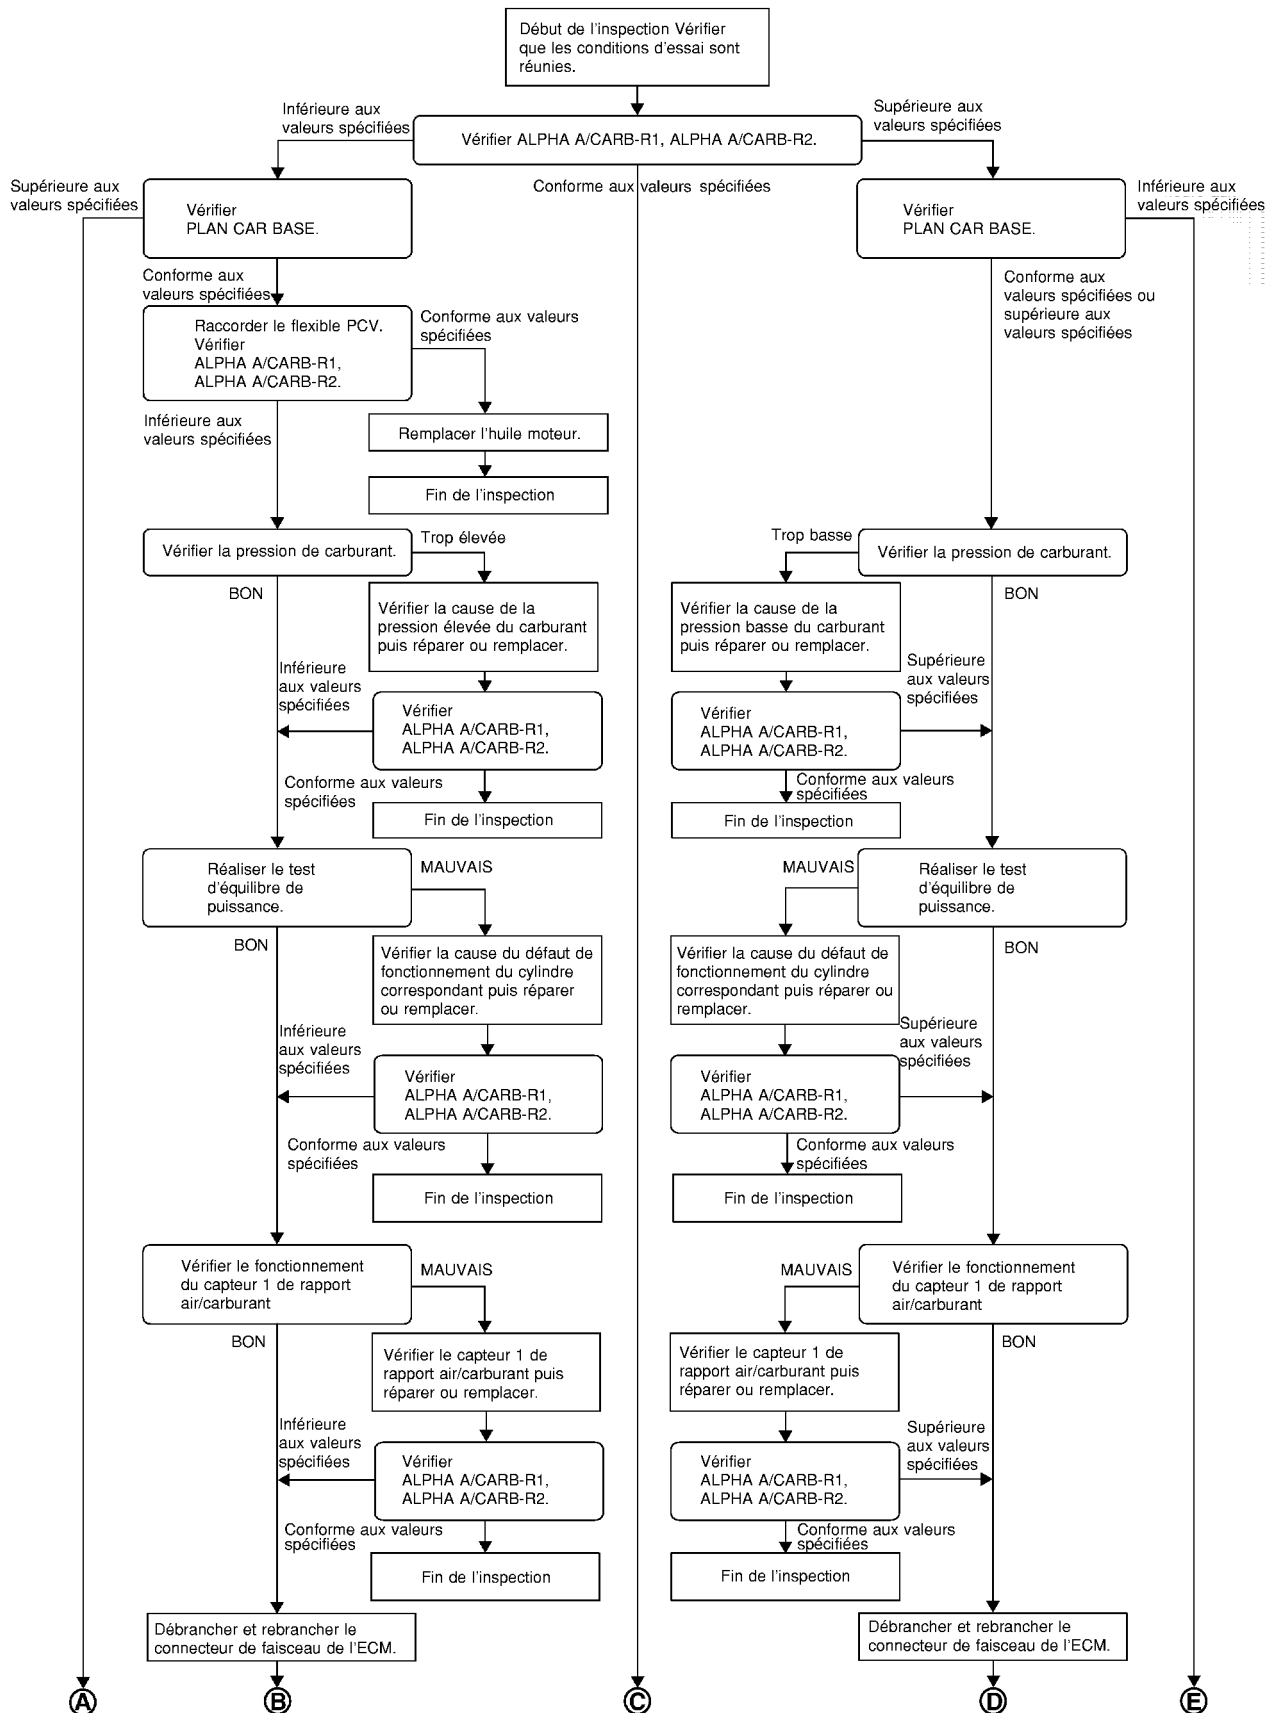 Début de l'inspection Vérifier
que les conditions d'essai sont
réunies.
Inférieure aux
valeurs spécifiées
Supérieure aux
valeurs spécifiées
Vérifier ALPHA A/CARB-R1, ALPHA A/CARB-R2.
Supérieure aux
valeurs spécifiées
Conforme aux valeurs spécifiées
Inférieure aux
valeurs spécifiées
Vérifier
PLAN CAR BASE.
Vérifier
PLAN CAR BASE.
Conforme aux
valeurs spécifiées
Conforme aux
valeurs spécifiées ou
supérieure aux
valeurs spécifiées
Raccorder le flexible PCV.
Vérifier
ALPHA A/CARB-R1,
ALPHA A/CARB-R2.
Conforme aux valeurs
spécifiées
Inférieure aux
valeurs spécifiées
Remplacer l'huile moteur.
Fin de l'inspection
Vérifier la pression de carburant.
Trop élevée
Trop basse
Vérifier la pression de carburant.
BON
BON
Vérifier la cause de la
pression élevée du carburant
puis réparer ou remplacer.
Vérifier la cause de la
pression basse du carburant
puis réparer ou remplacer.
Inférieure
aux valeurs
spécifiées
Supérieure
aux valeurs
spécifiées
Vérifier
ALPHA A/CARB-R1,
ALPHA A/CARB-R2.
Vérifier
ALPHA A/CARB-R1,
ALPHA A/CARB-R2.
Conforme aux valeurs
spécifiées
Conforme aux valeurs
spécifiées
Fin de l'inspection
Fin de l'inspection
Réaliser le test
d'équilibre de
puissance.
MAUVAIS
MAUVAIS
Réaliser le test
d'équilibre de
puissance.
BON
BON
Vérifier la cause du défaut de
fonctionnement du cylindre
correspondant puis réparer
ou remplacer.
Vérifier la cause du défaut de
fonctionnement du cylindre
correspondant puis réparer ou
remplacer.
Inférieure
aux valeurs
spécifiées
Supérieure
aux valeurs
spécifiées
Vérifier
ALPHA A/CARB-R1,
ALPHA A/CARB-R2.
Vérifier
ALPHA A/CARB-R1,
ALPHA A/CARB-R2.
Conforme aux valeurs
spécifiées
Conforme aux valeurs
spécifiées
Fin de l'inspection
Fin de l'inspection
Vérifier le fonctionnement
du capteur 1 de rapport
air/carburant
MAUVAIS
MAUVAIS
Vérifier le fonctionnement
du capteur 1 de rapport
air/carburant
BON
BON
Vérifier le capteur 1 de
rapport air/carburant puis
réparer ou remplacer.
Vérifier le capteur 1 de
rapport air/carburant puis
réparer ou remplacer.
Inférieure
aux valeurs
spécifiées
Supérieure
aux valeurs
spécifiées
Vérifier
ALPHA A/CARB-R1,
ALPHA A/CARB-R2.
Vérifier
ALPHA A/CARB-R1,
ALPHA A/CARB-R2.
Conforme aux valeurs
spécifiées
Conforme aux valeurs
spécifiées
Fin de l'inspection
Fin de l'inspection
Débrancher et rebrancher le
connecteur de faisceau de l'ECM.
Débrancher et rebrancher le
connecteur de faisceau de l'ECM.
A
B
C
D
E